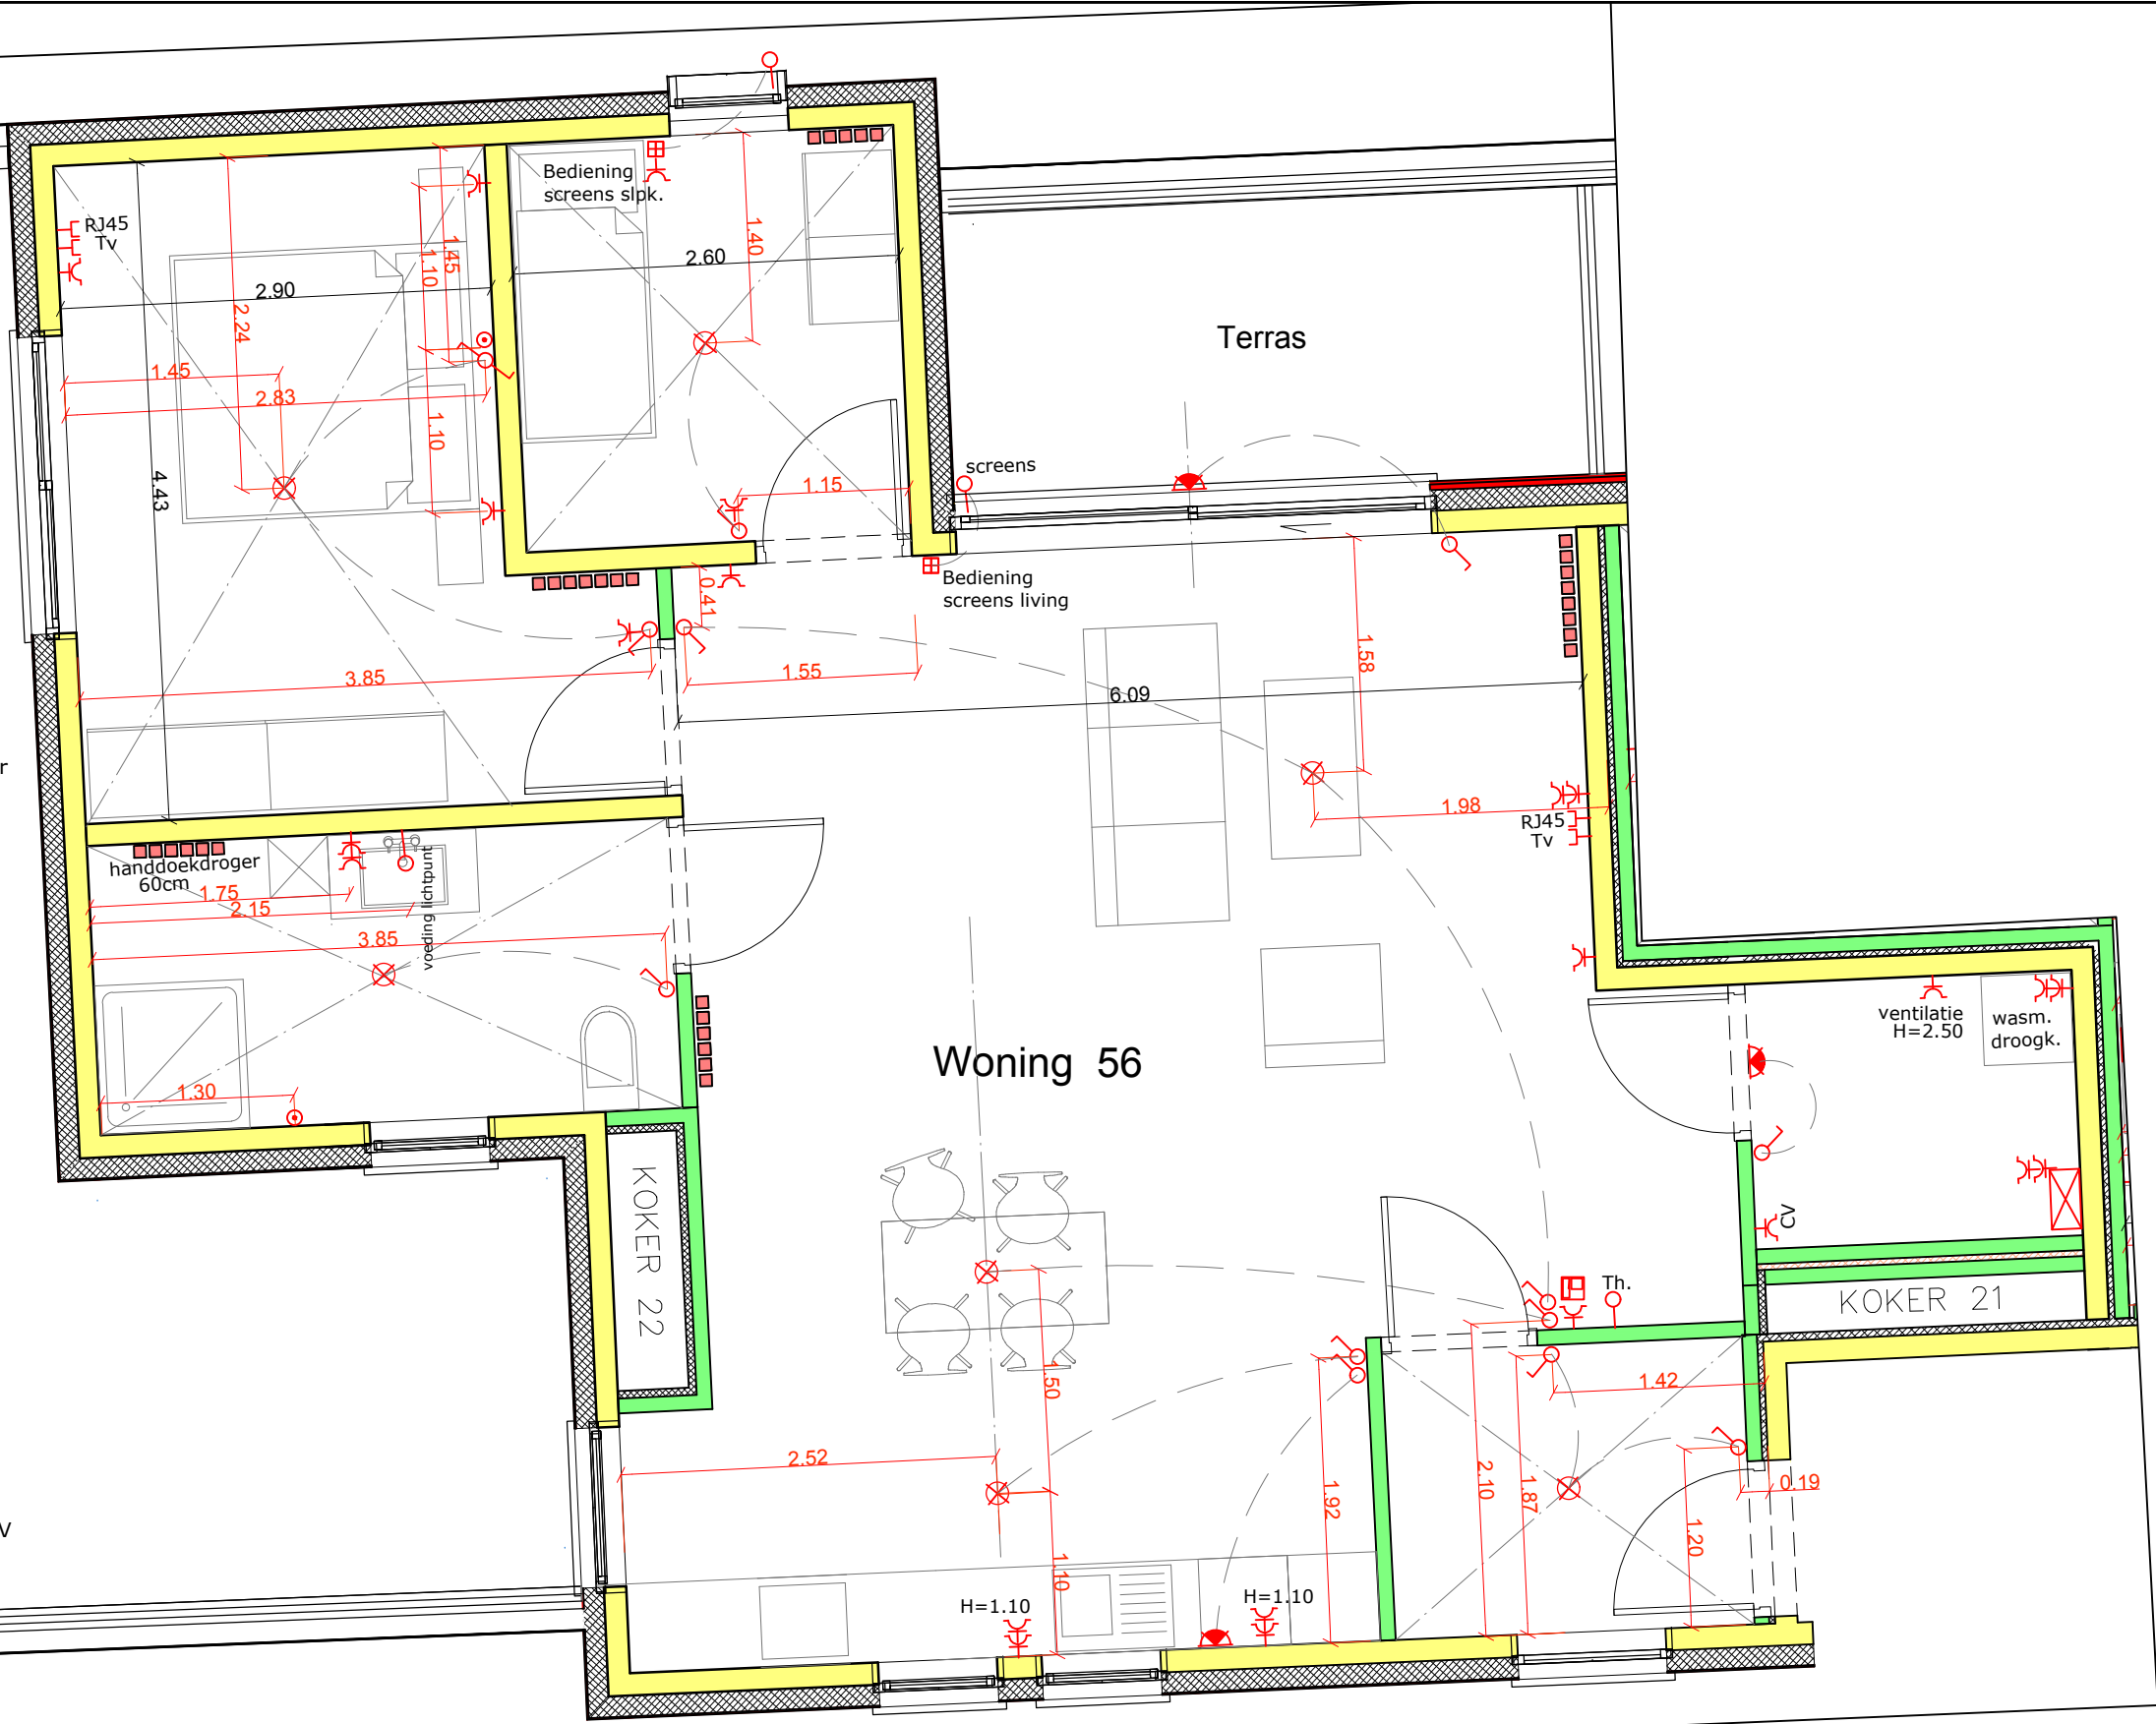 Bediening
screens slpk.
RJ45
Tv
1.45
1.10
1.40
2.60
2.90
2.24
Terras
1.45
2.83
1.10
4.43
screens
1.15
Bediening
screens living
0.41
1.58
3.85
1.55
6.09
r
1.98
RJ45
Tv
handdoekdroger
60cm
1.75
2.15
voeding lichtpunt
3.85
ventilatie
H=2.50
wasm.
droogk.
Woning 56
1.30
KOKER 22
CV
Th.
KOKER 21
1.50
1.42
2.52
1.92
2.10
1.87
0.19
1.20
V
1.10
H=1.10
H=1.10